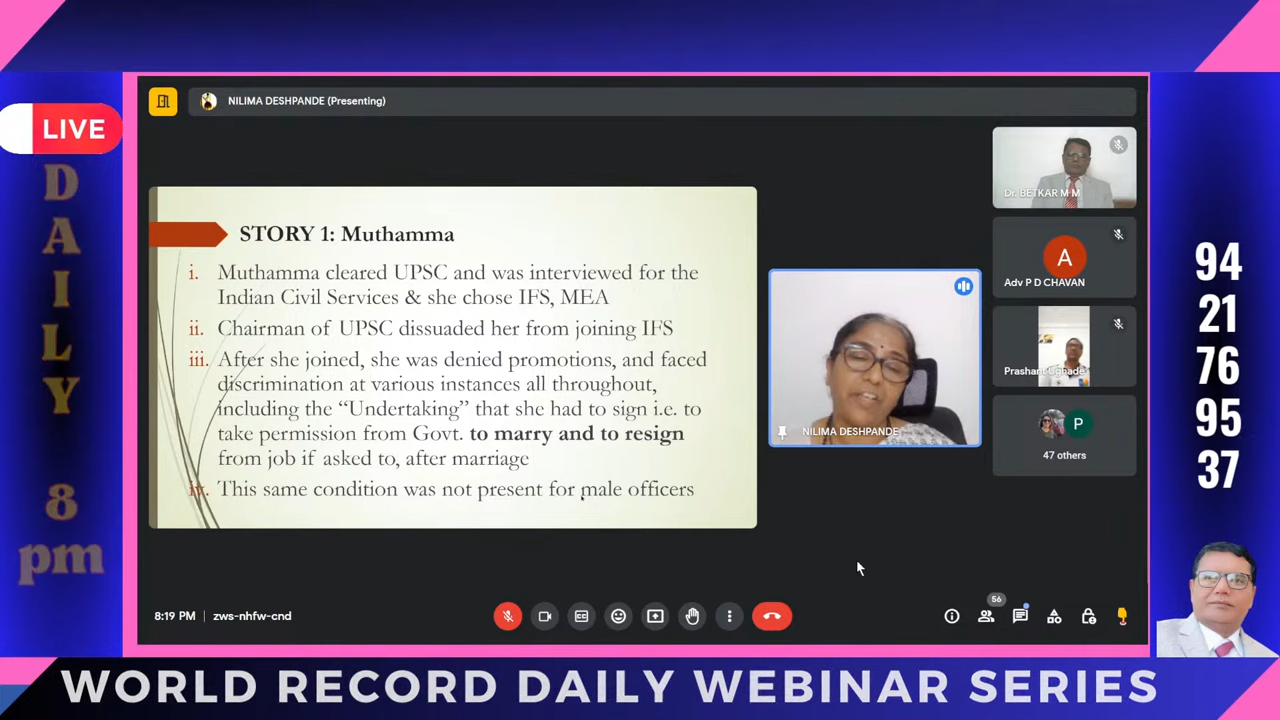 LIVE
DAILY 8 pm
NILIMA DESHPANDE (Presenting)
STORY 1: Muthamma
i. Muthamma cleared UPSC and was interviewed for the
Indian Civil Services & she chose IFS, MEA
ii. Chairman of UPSC dissuaded her from joining IFS
iii. After she joined, she was denied promotions, and faced
discrimination at various instances all throughout,
including the “Undertaking” that she had to sign i.e. to
take permission from Govt. to marry and to resign
from job if asked to, after marriage
iv. This same condition was not present for male officers
NILIMA DESHPANDE
Dr. BETKAR M M
A
Adv P D CHAVAN
Prashant Ughade
P
47 others
8:19 PM | zws-nhfw-cnd
56
94
21
76
95
37
WORLD RECORD DAILY WEBINAR SERIES